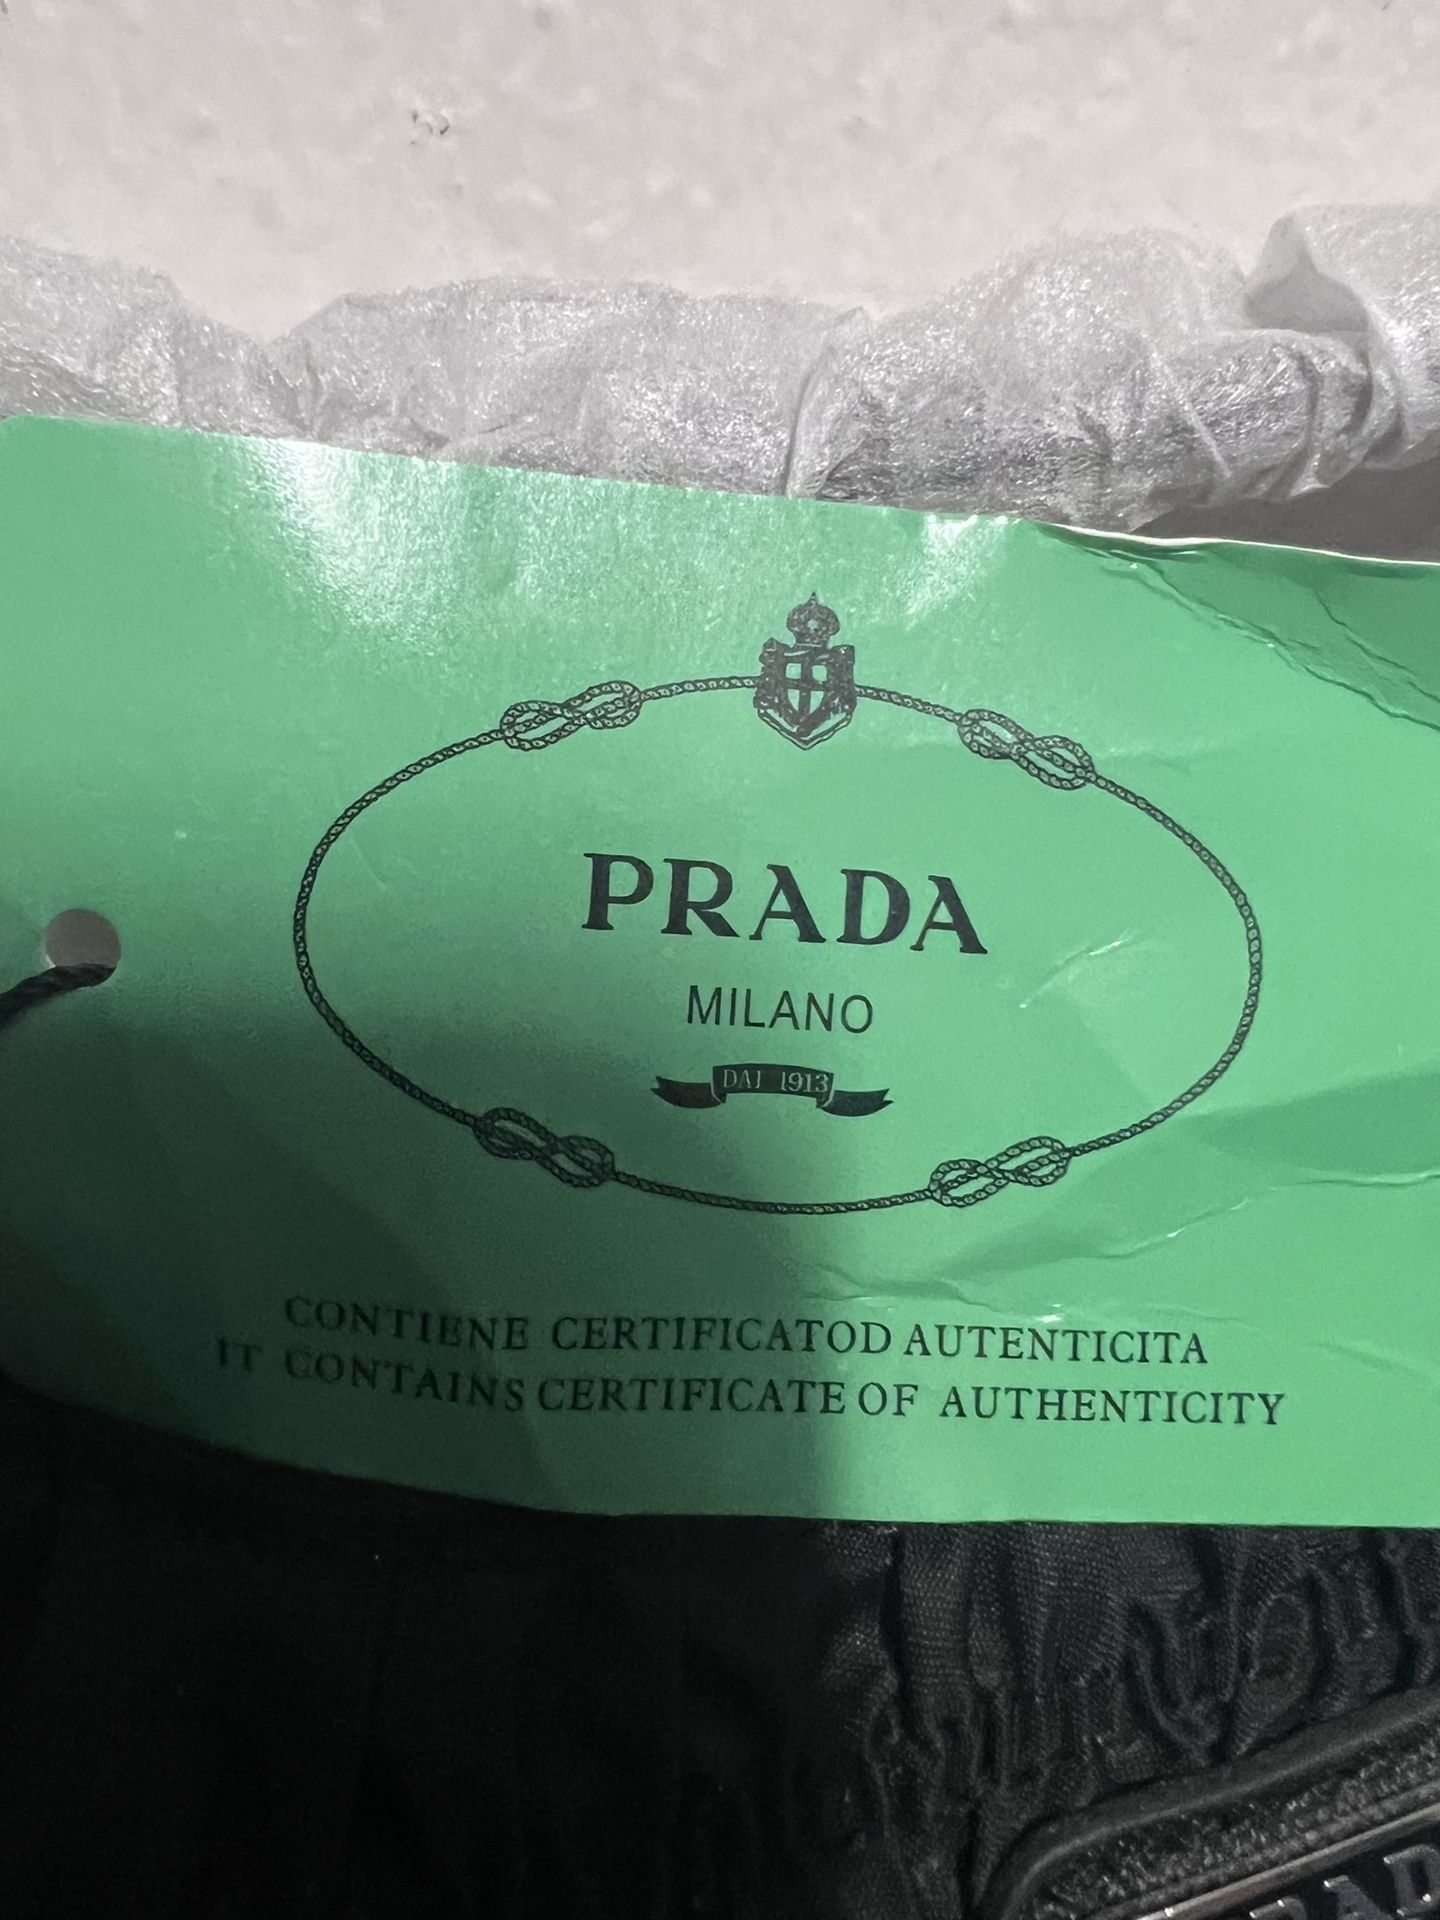 PRADA
MILANO
DAL 1913
CONTIENE CERTIFICATOD AUTENTICITA
IT CONTAINS CERTIFICATE OF AUTHENTICITY